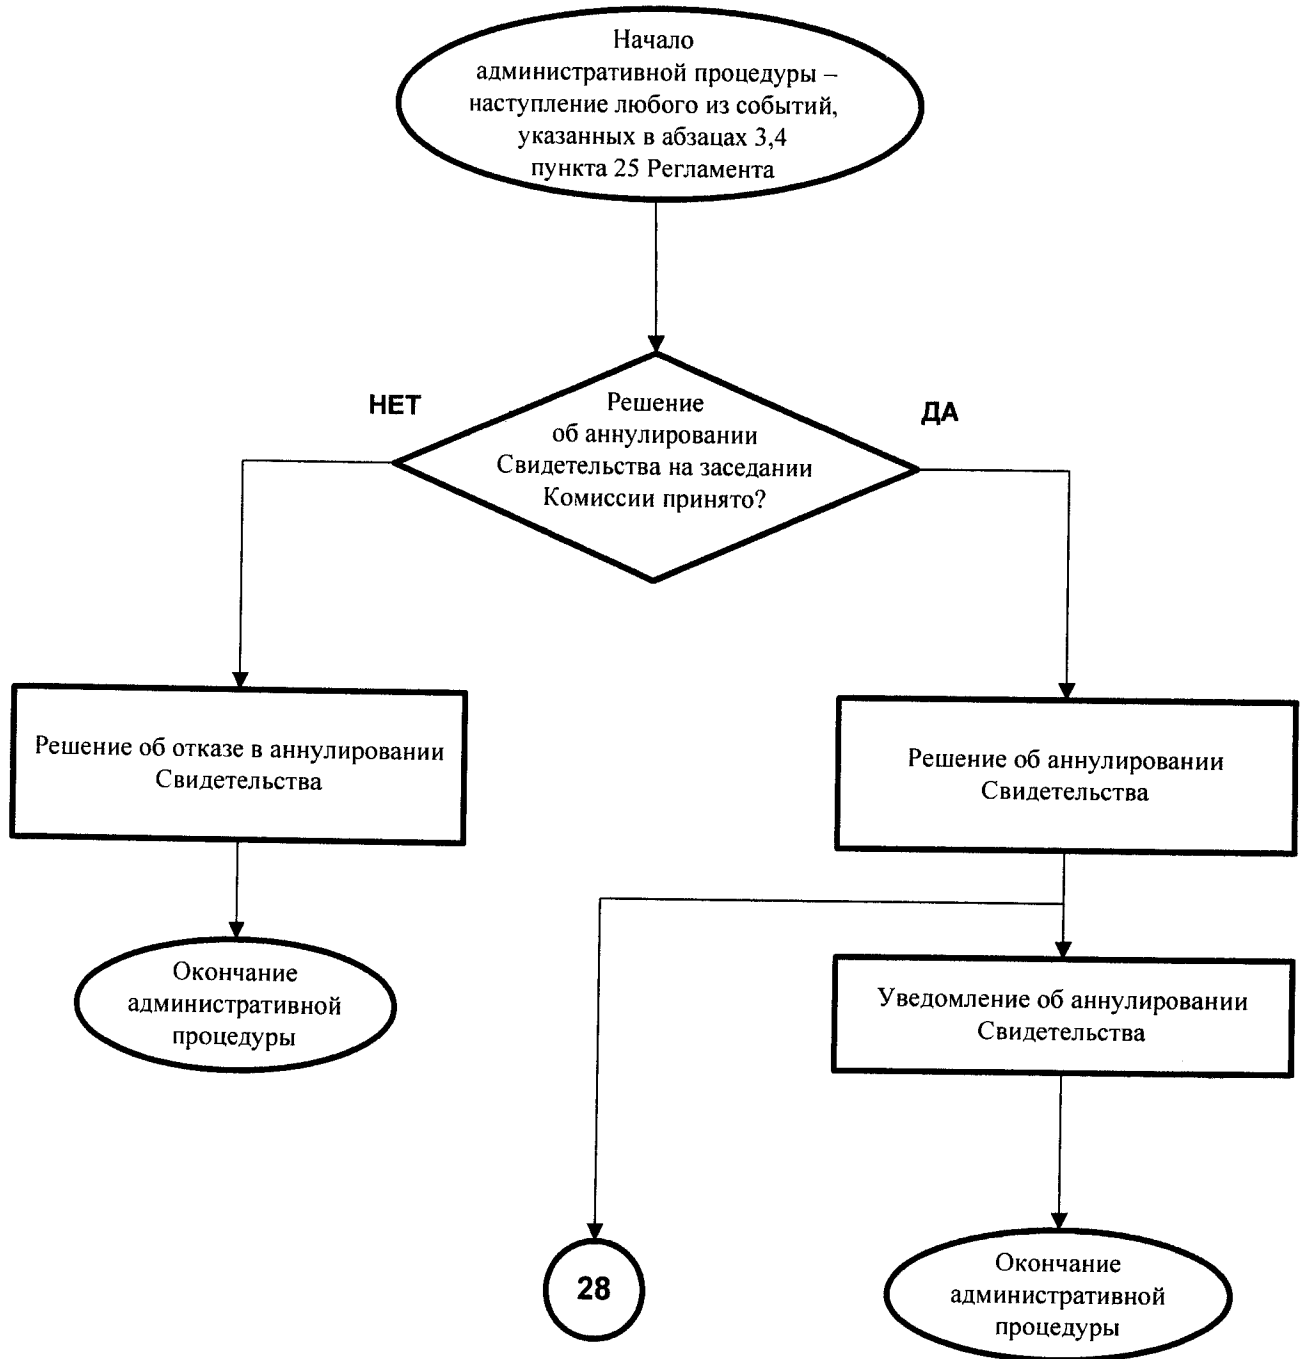 Начало
административной процедуры –
наступление любого из событий,
указанных в абзацах 3,4
пункта 25 Регламента
НЕТ
ДА
Решение
об аннулировании
Свидетельства на заседании
Комиссии принято?
Решение об отказе в аннулировании
Свидетельства
Решение об аннулировании
Свидетельства
Окончание
административной
процедуры
Уведомление об аннулировании
Свидетельства
28
Окончание
административной
процедуры